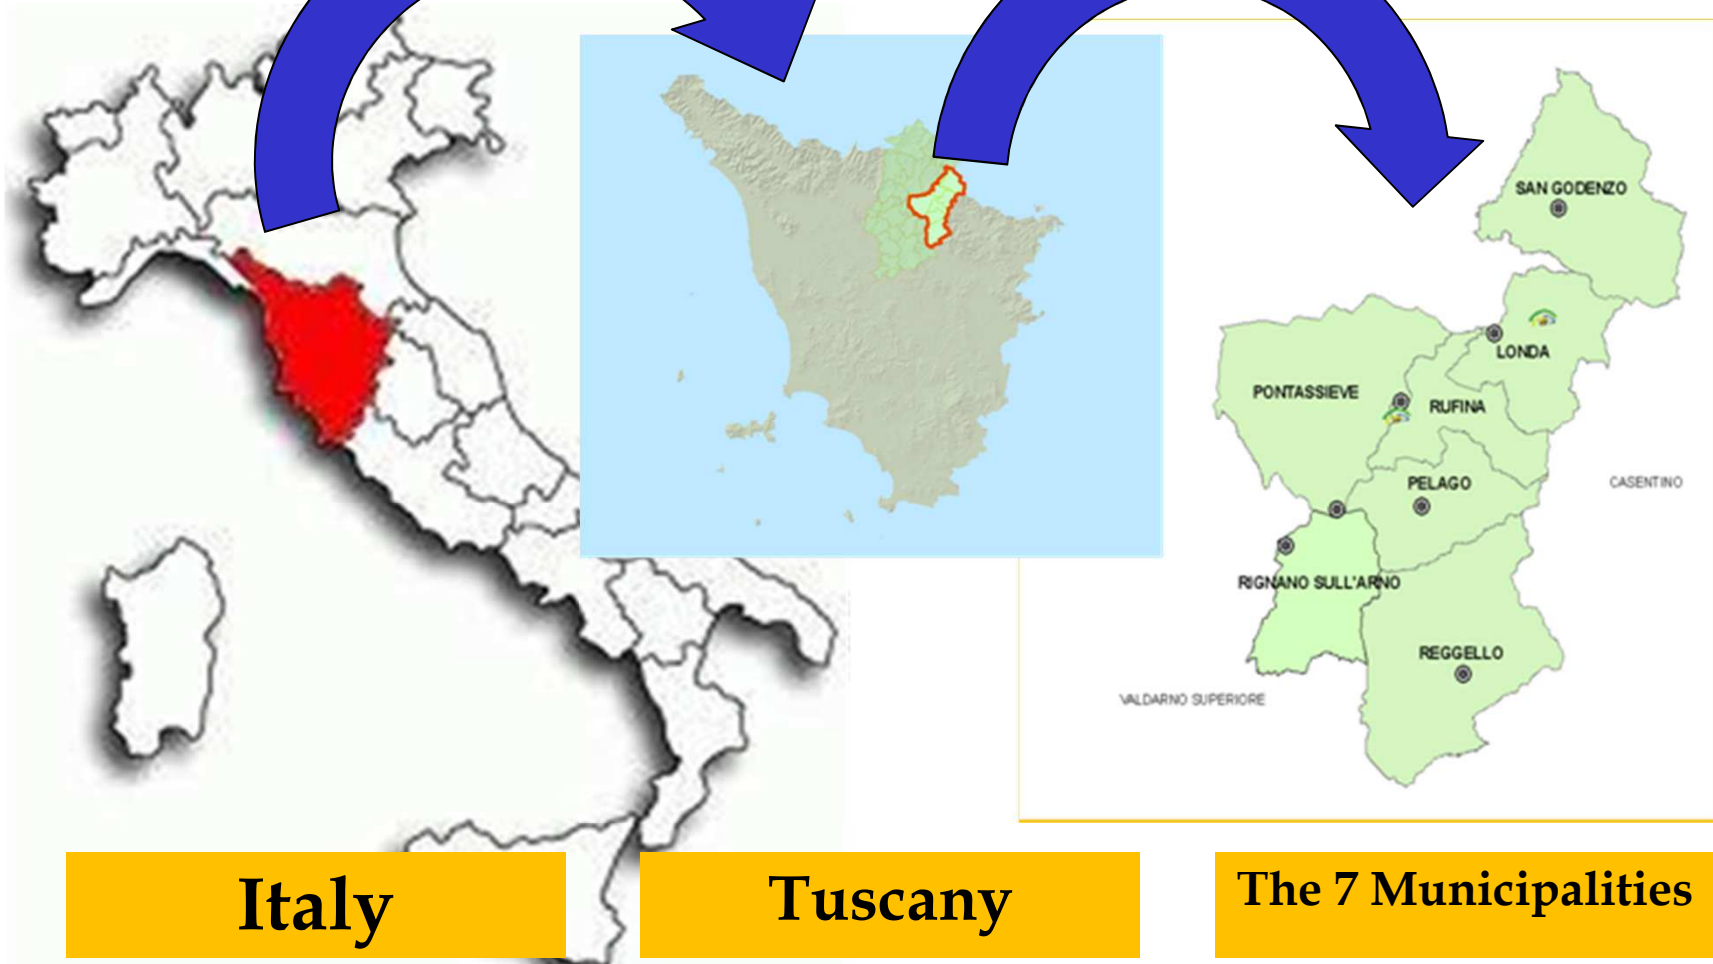 SAN GODENZO
LONDA
PONTASSIEVE
RUFINA
PELAGO
CASENTINO
RIGNANO SULL'ARNO
REGGELLO
VALDARNO SUPERIORE
Italy
Tuscany
The 7 Municipalities